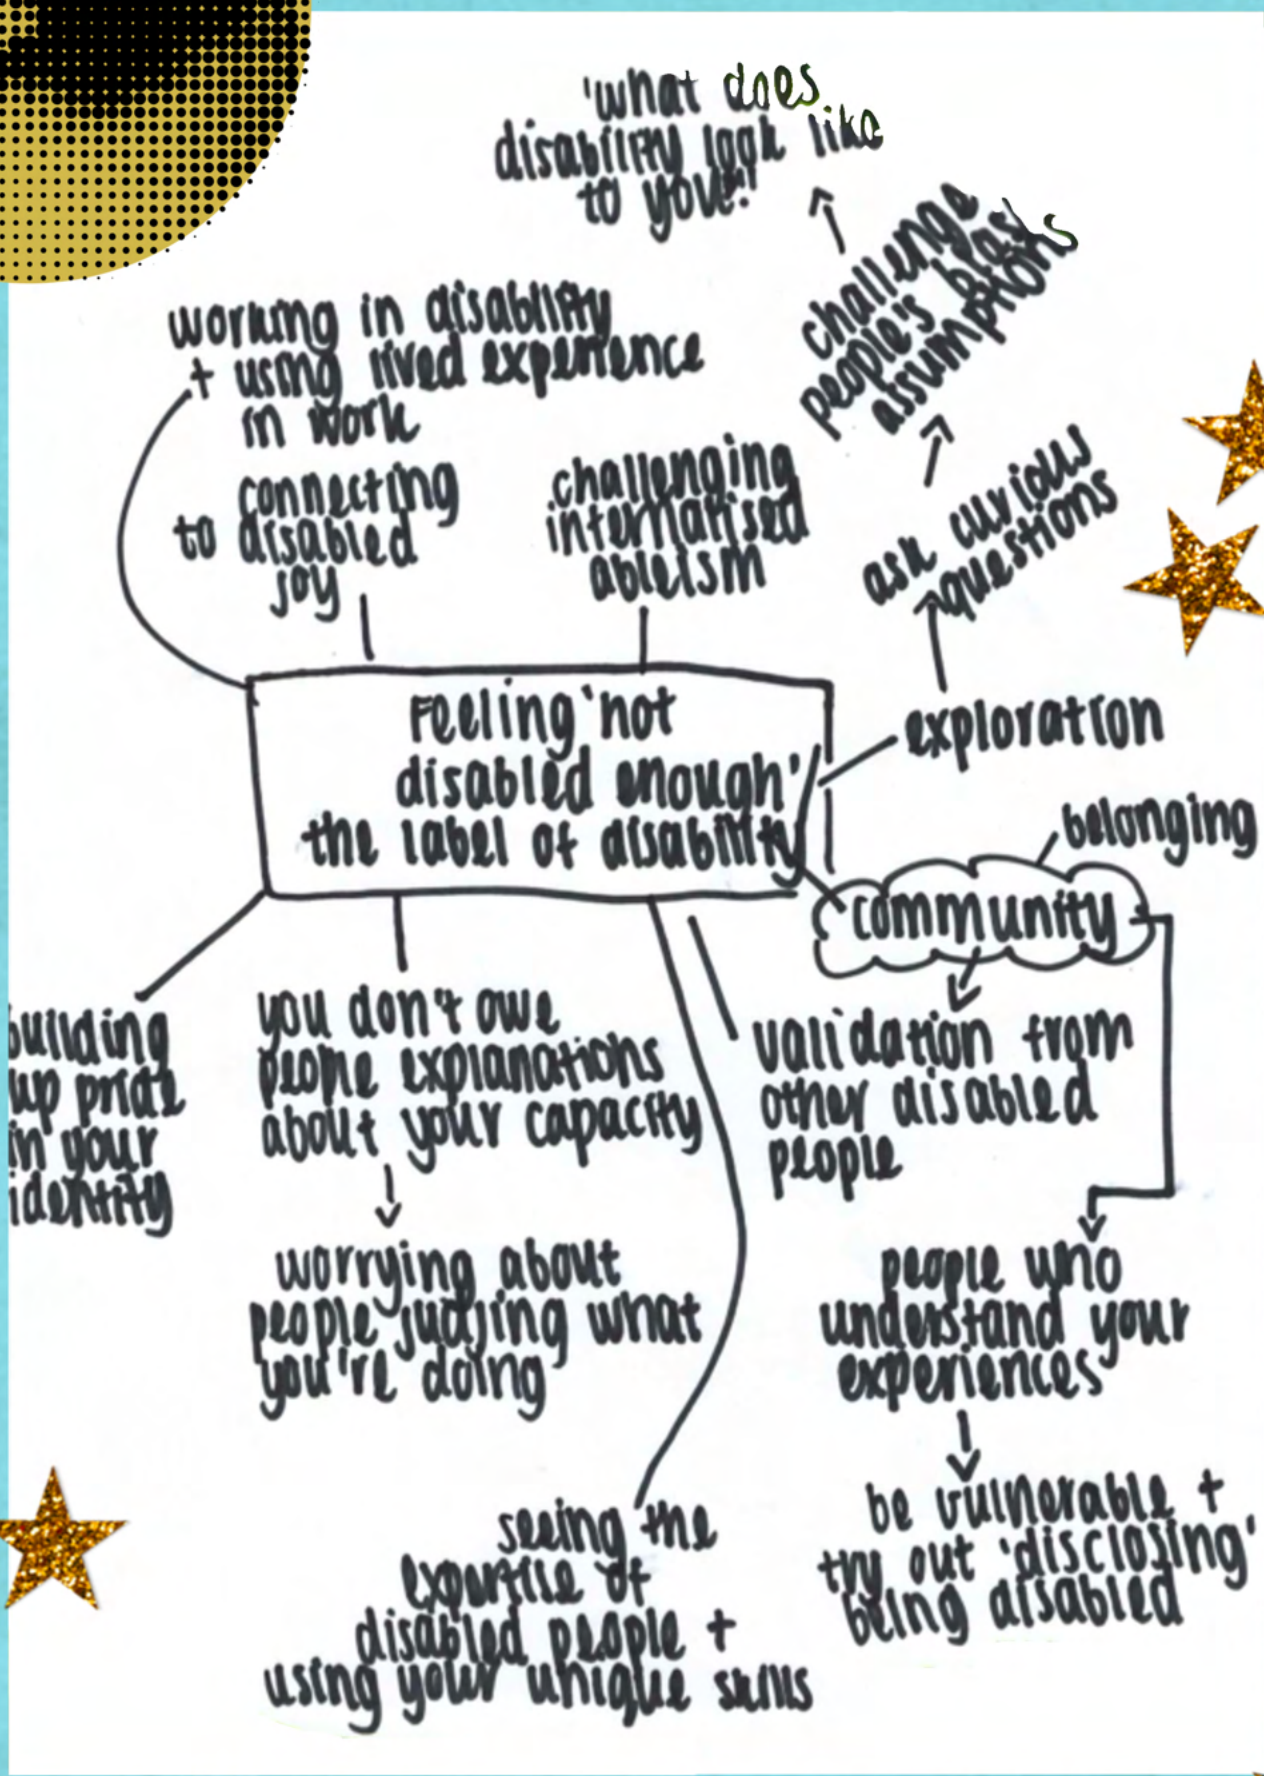 'what does
disability look like
to you?'
challenge
people's bias
assumptions
working in disability
+ using lived experience
in work
connecting
to disabled
joy
challenging
internalised
ableism
ask curious
questions
Feeling 'not
disabled enough'
the label of disability
exploration
belonging
community
building
up pride
in your
identity
you don't owe
people explanations
about your capacity
validation from
other disabled
people
worrying about
people judging what
you're doing
people who
understand your
experiences
seeing the
expertise of
disabled people +
using your unique skills
be vulnerable +
try out 'disclosing'
being disabled